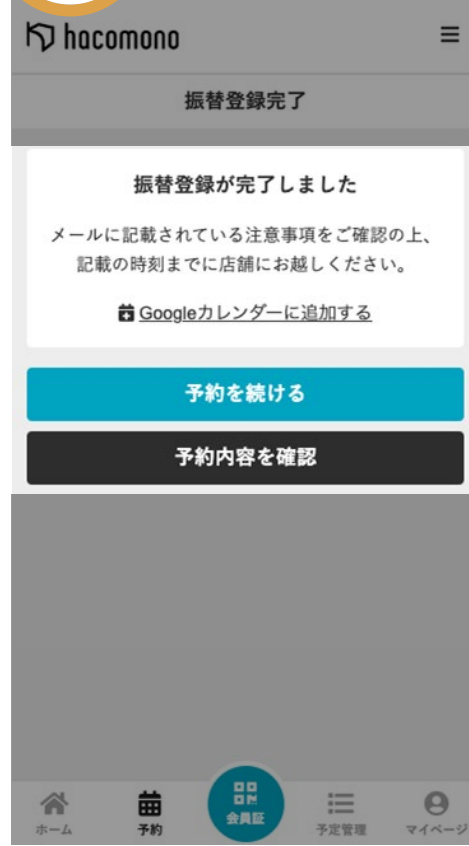 hacomono
振替登録完了
振替登録が完了しました
メールに記載されている注意事項をご確認の上、
記載の時刻までに店舗にお越しください。
Googleカレンダーに追加する
予約を続ける
予約内容を確認
ホーム
予約
会員証
予定管理
マイページ